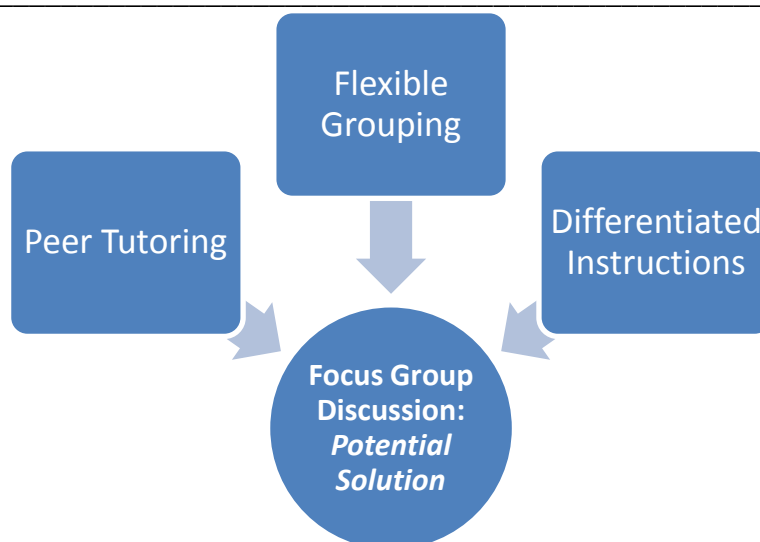 Flexible
Grouping
Peer Tutoring
Differentiated
Instructions
Focus Group
Discussion:
Potential
Solution